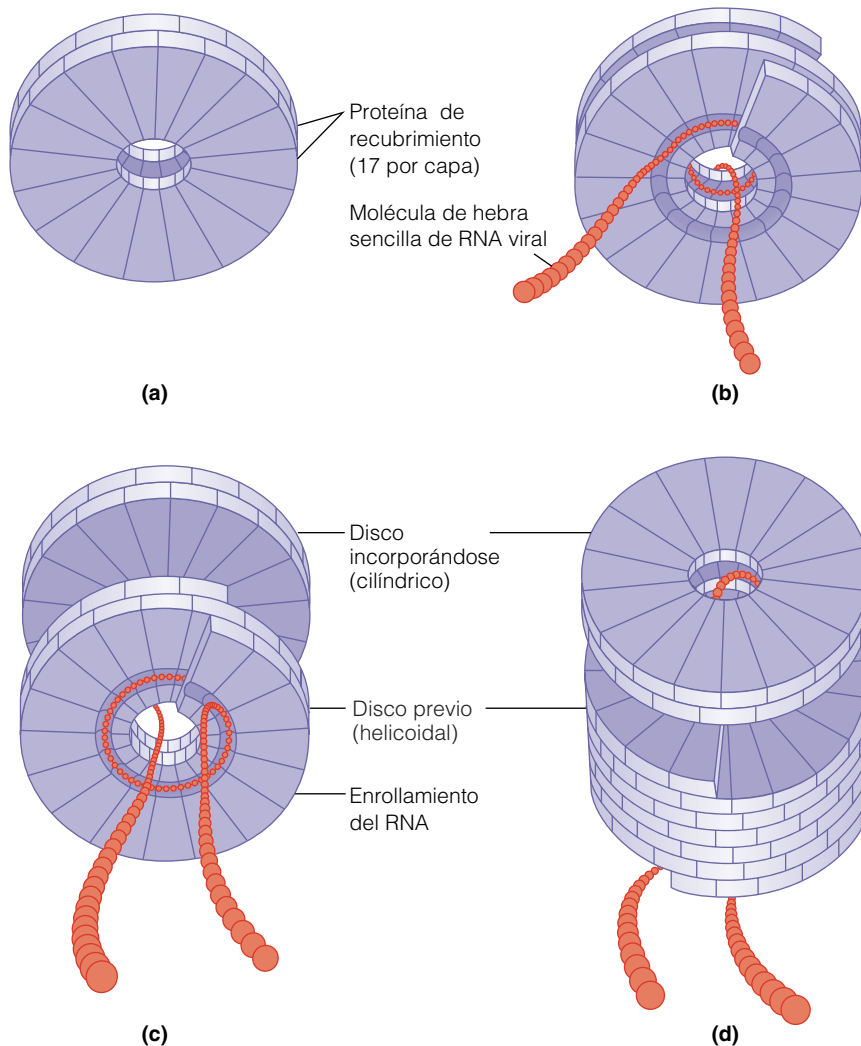 Proteína de
recubrimiento
(17 por capa)
Molécula de hebra
sencilla de RNA viral
(a)
(b)
Disco
incorporándose
(cilíndrico)
Disco previo
(helicoidal)
Enrollamiento
del RNA
(c)
(d)